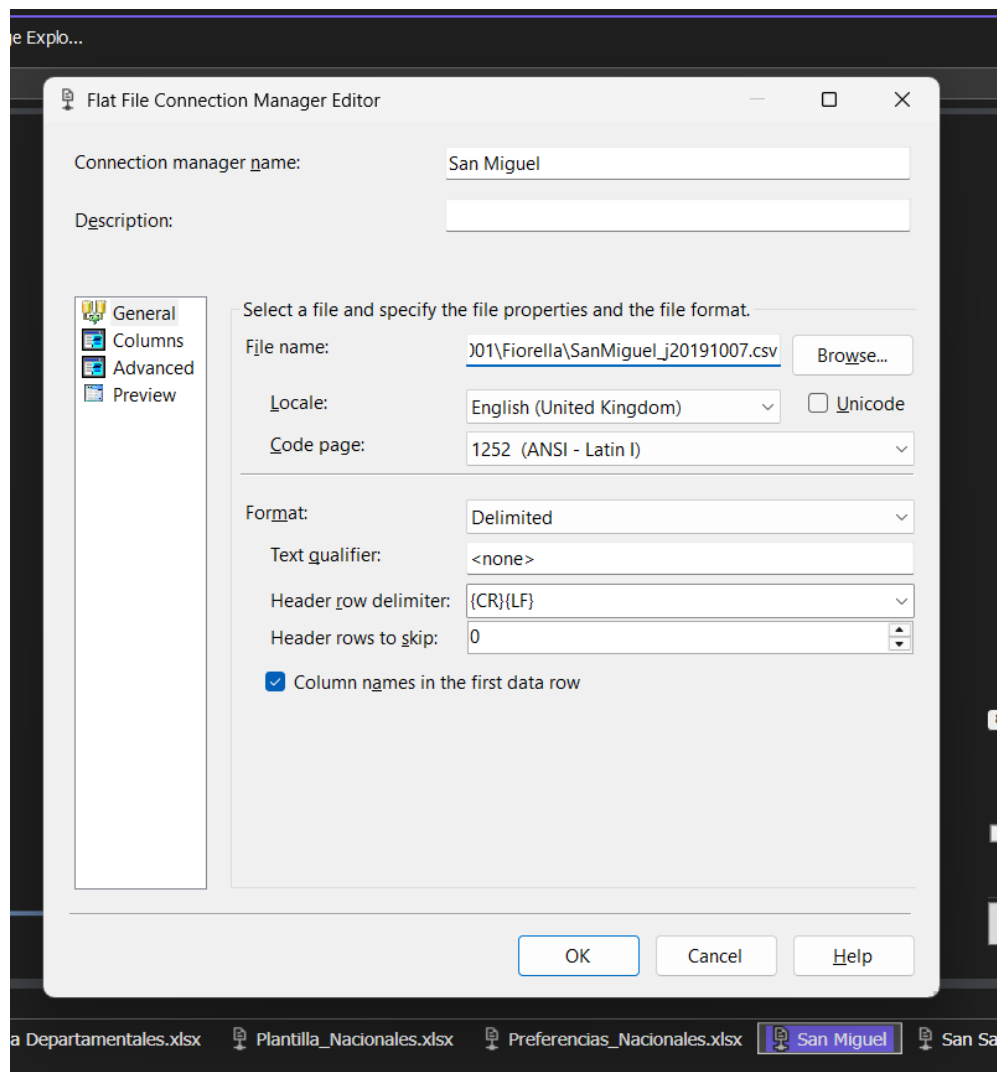 ge Explo...
Flat File Connection Manager Editor
Connection manager name: San Miguel
Description:
General
Columns
Advanced
Preview
Select a file and specify the file properties and the file format.
File name: 001\Fiorella\SanMiguel_j20191007.csv Browse...
Locale: English (United Kingdom) Unicode
Code page: 1252 (ANSI - Latin I)
Format: Delimited
Text qualifier: <none>
Header row delimiter: {CR}{LF}
Header rows to skip: 0
Column names in the first data row
OK Cancel Help
a Departamentales.xlsx Plantilla_Nacionales.xlsx Preferencias_Nacionales.xlsx San Miguel San Sa